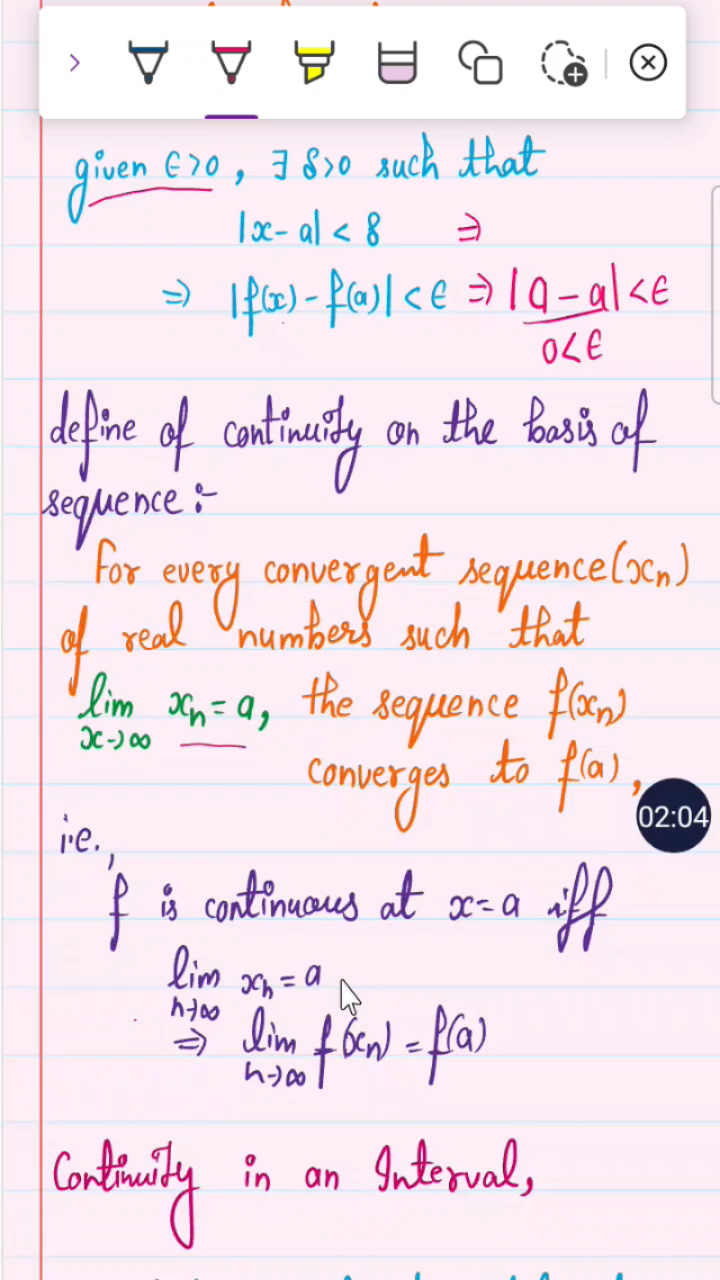 given ϵ>0, ∃ δ>0 such that
|x-a| < δ ⇒
⇒ |f(x) - f(a)| < ϵ ⇒ |a-a| < ϵ
0<ϵ
define of continuity on the basis of
sequence :-
For every convergent sequence (xn)
of real numbers such that
lim xn = a, the sequence f(xn)
x→∞
converges to f(a),
02:04
i.e.,
f is continuous at x=a iff
lim xn = a
n→∞
⇒ lim f(xn) = f(a)
n→∞
Continuity in an Interval,